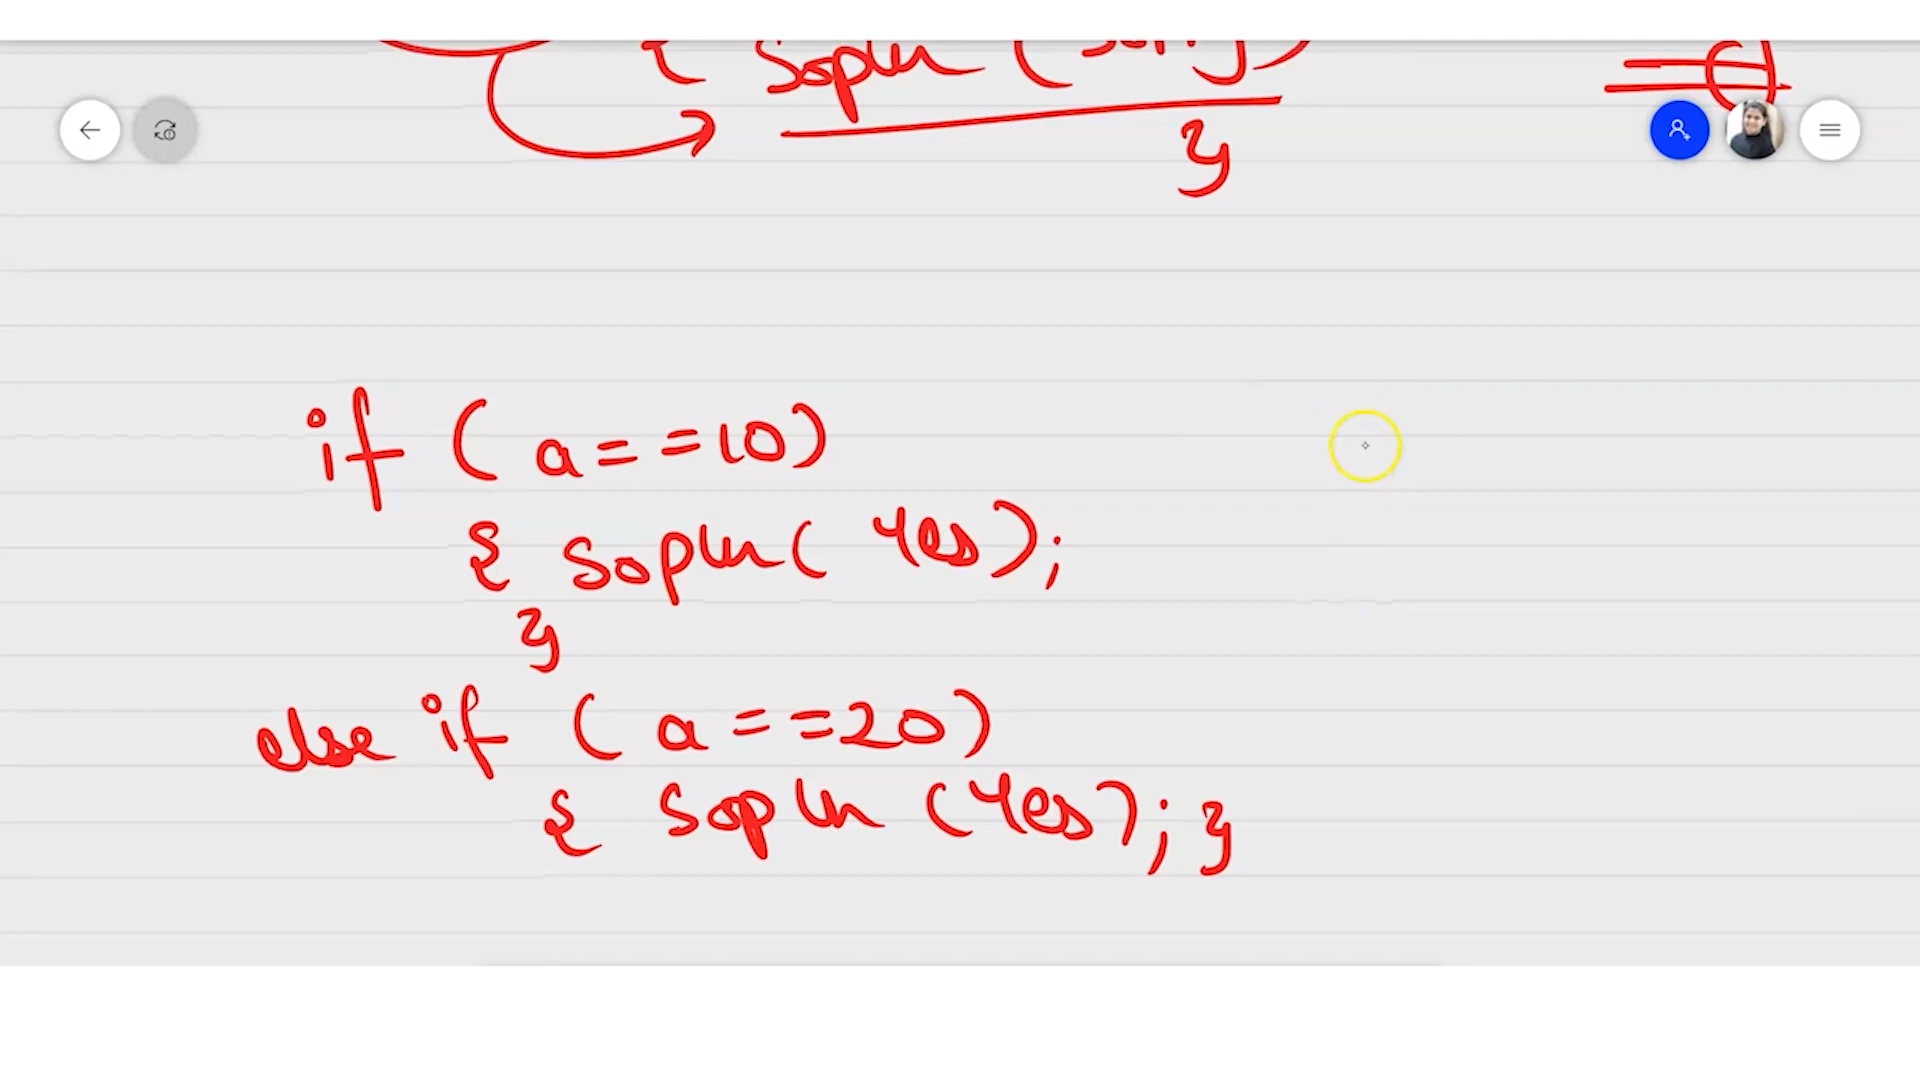 { Sopln (
}
if ( a==10)
{ Sopln( Yes);
}
else if ( a==20)
{ Sopln (Yes); }